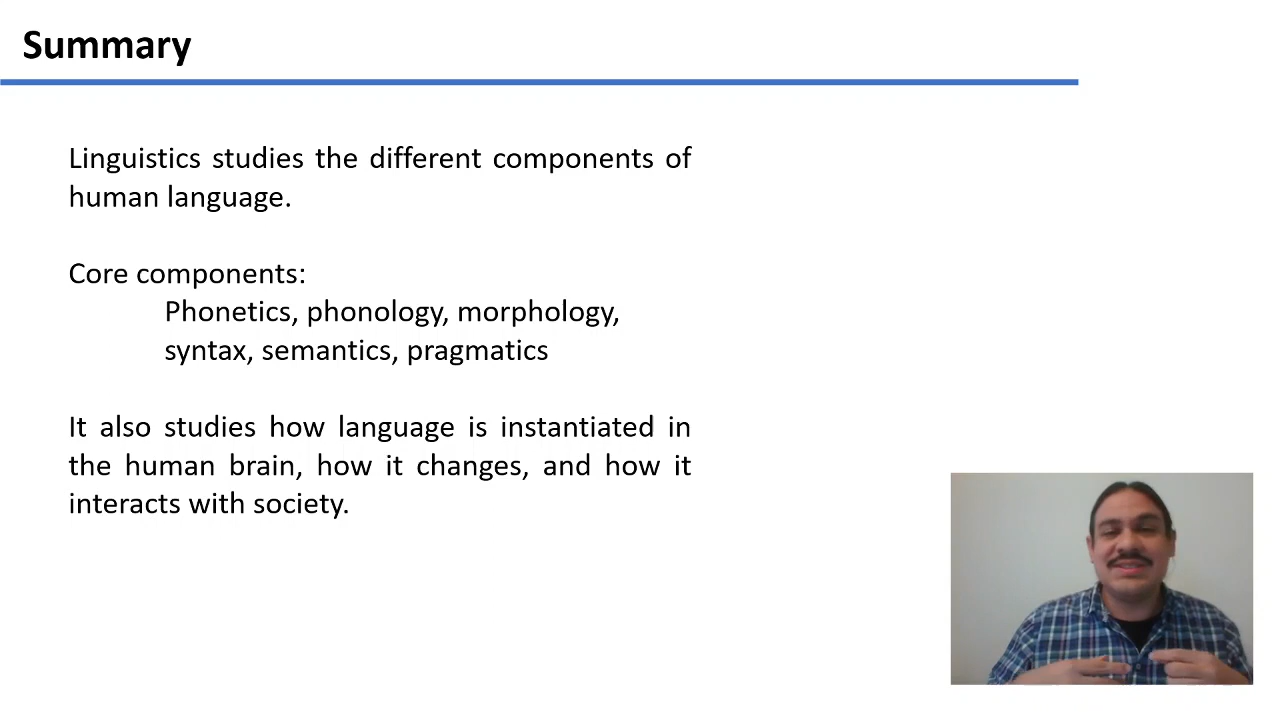 Summary
Linguistics studies the different components of
human language.
Core components:
Phonetics, phonology, morphology,
syntax, semantics, pragmatics
It also studies how language is instantiated in
the human brain, how it changes, and how it
interacts with society.